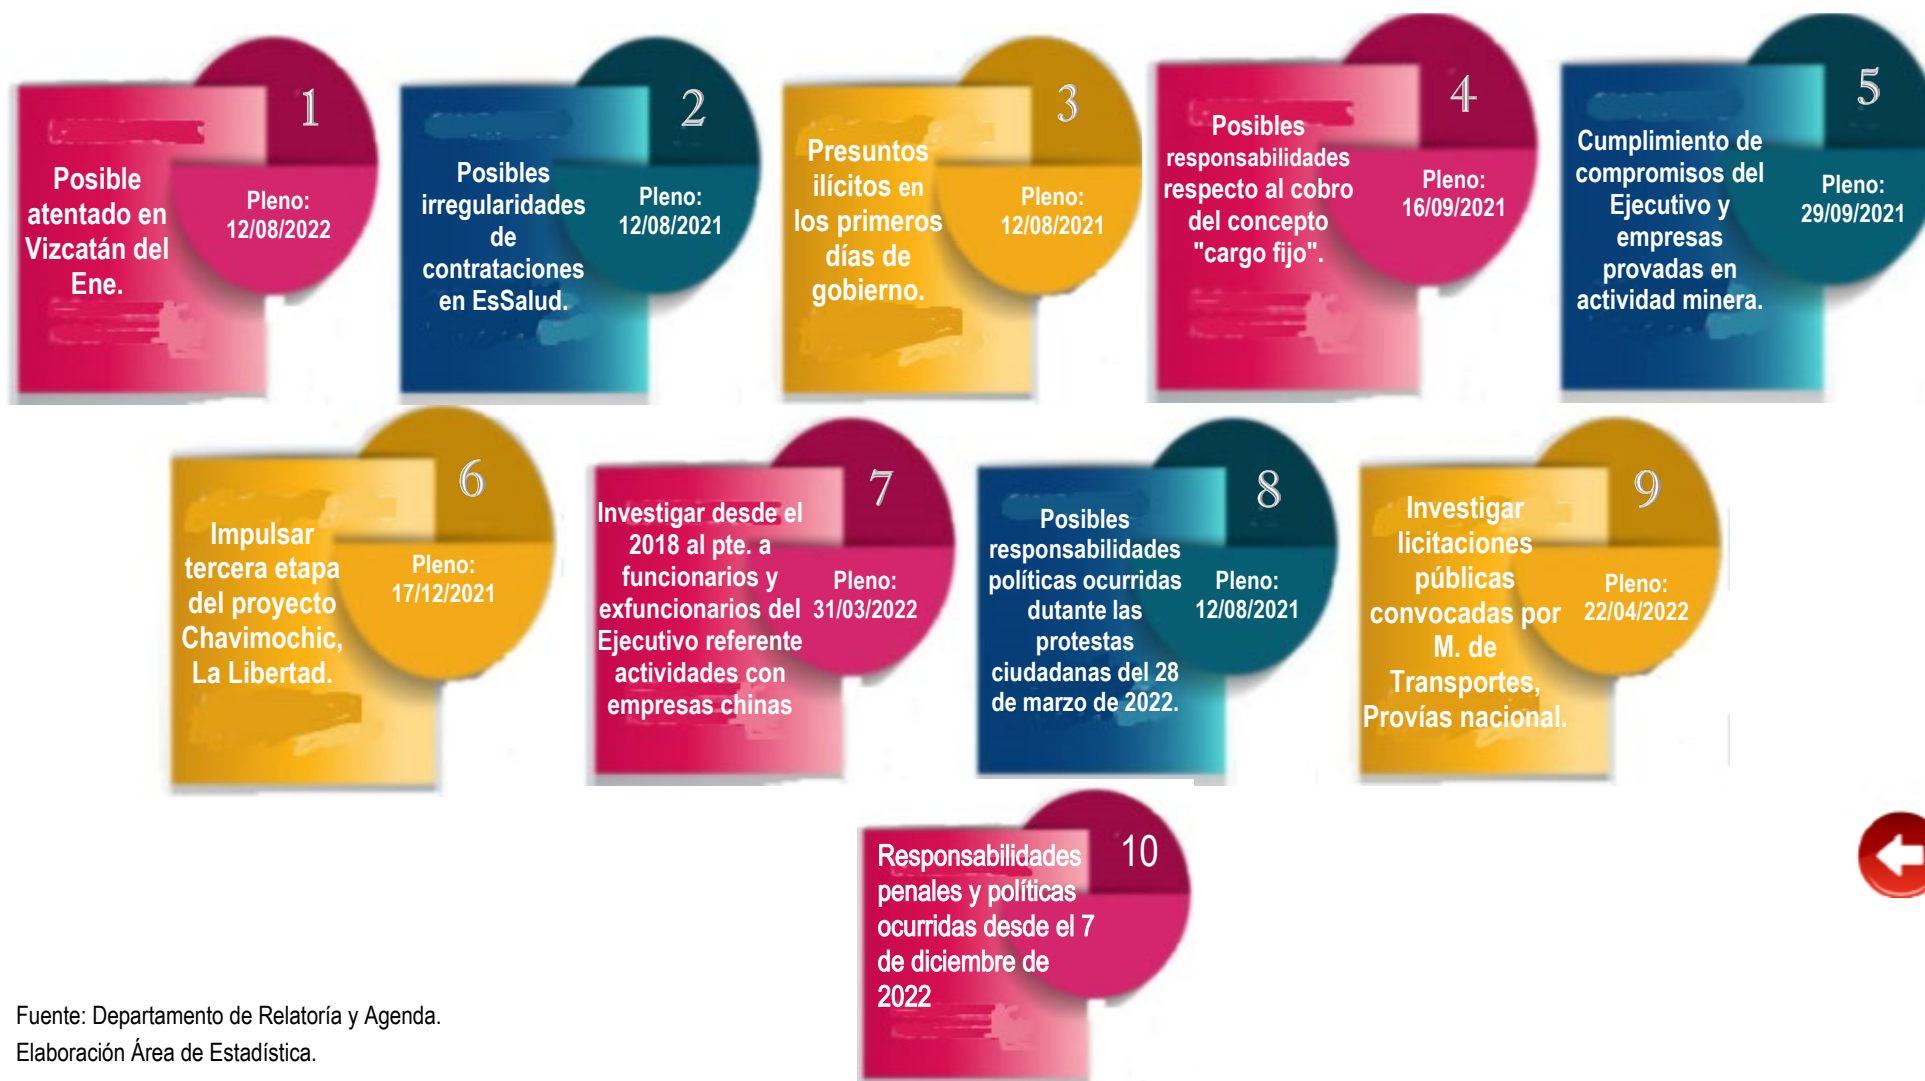 1
Posible
atentado en
Vizcatán del
Ene.
Pleno:
12/08/2022
2
Posibles
irregularidades
de
contrataciones
en EsSalud.
Pleno:
12/08/2021
3
Presuntos
ilícitos en
los primeros
días de
gobierno.
Pleno:
12/08/2021
4
Posibles
responsabilidades
respecto al cobro
del concepto
"cargo fijo".
Pleno:
16/09/2021
5
Cumplimiento de
compromisos del
Ejecutivo y
empresas
provadas en
actividad minera.
Pleno:
29/09/2021
6
Impulsar
tercera etapa
del proyecto
Chavimochic,
La Libertad.
Pleno:
17/12/2021
7
Investigar desde el
2018 al pte. a
funcionarios y
exfuncionarios del
Ejecutivo referente
actividades con
empresas chinas
Pleno:
31/03/2022
8
Posibles
responsabilidades
políticas ocurridas
dutante las
protestas
ciudadanas del 28
de marzo de 2022.
Pleno:
12/08/2021
9
Investigar
licitaciones
públicas
convocadas por
M. de
Transportes,
Provías nacional.
Pleno:
22/04/2022
10
Responsabilidades
penales y políticas
ocurridas desde el 7
de diciembre de
2022
Fuente: Departamento de Relatoría y Agenda.
Elaboración Área de Estadística.